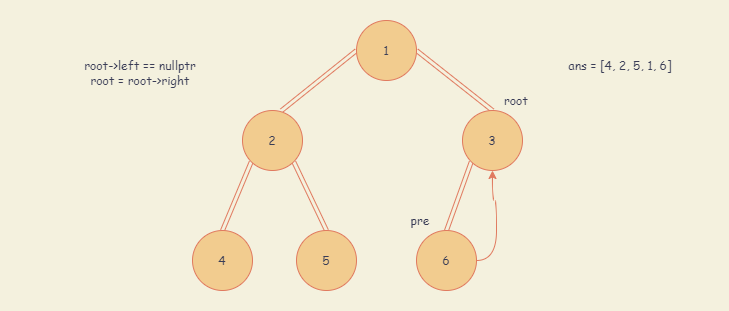 root->left == nullptr
root = root->right
ans = [4, 2, 5, 1, 6]
1
root
2
3
pre
4
5
6